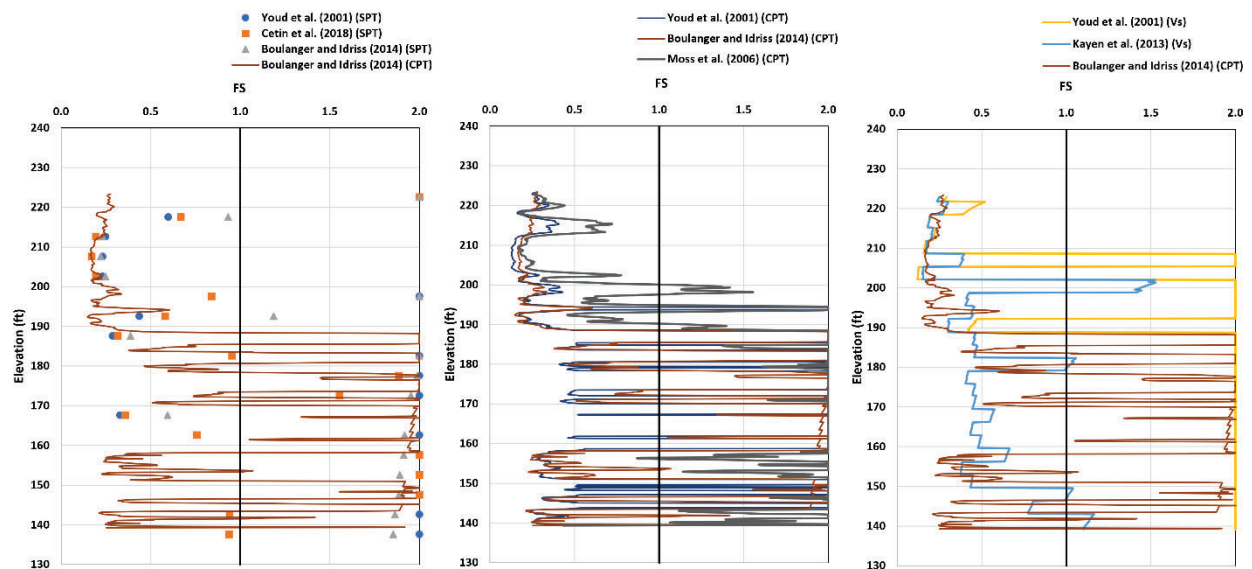 Youd et al. (2001) (SPT)
Cetin et al. (2018) (SPT)
Boulanger and Idriss (2014) (SPT)
Boulanger and Idriss (2014) (CPT)
FS
0.0 0.5 1.0 1.5 2.0
240
230
220
210
200
190
180
170
160
150
140
130
Elevation (ft)
Youd et al. (2001) (CPT)
Boulanger and Idriss (2014) (CPT)
Moss et al. (2006) (CPT)
FS
0.0 0.5 1.0 1.5 2.0
240
230
220
210
200
190
180
170
160
150
140
130
Elevation (ft)
Youd et al. (2001) (Vs)
Kayen et al. (2013) (Vs)
Boulanger and Idriss (2014) (CPT)
FS
0.0 0.5 1.0 1.5 2.0
240
230
220
210
200
190
180
170
160
150
140
130
Elevation (ft)